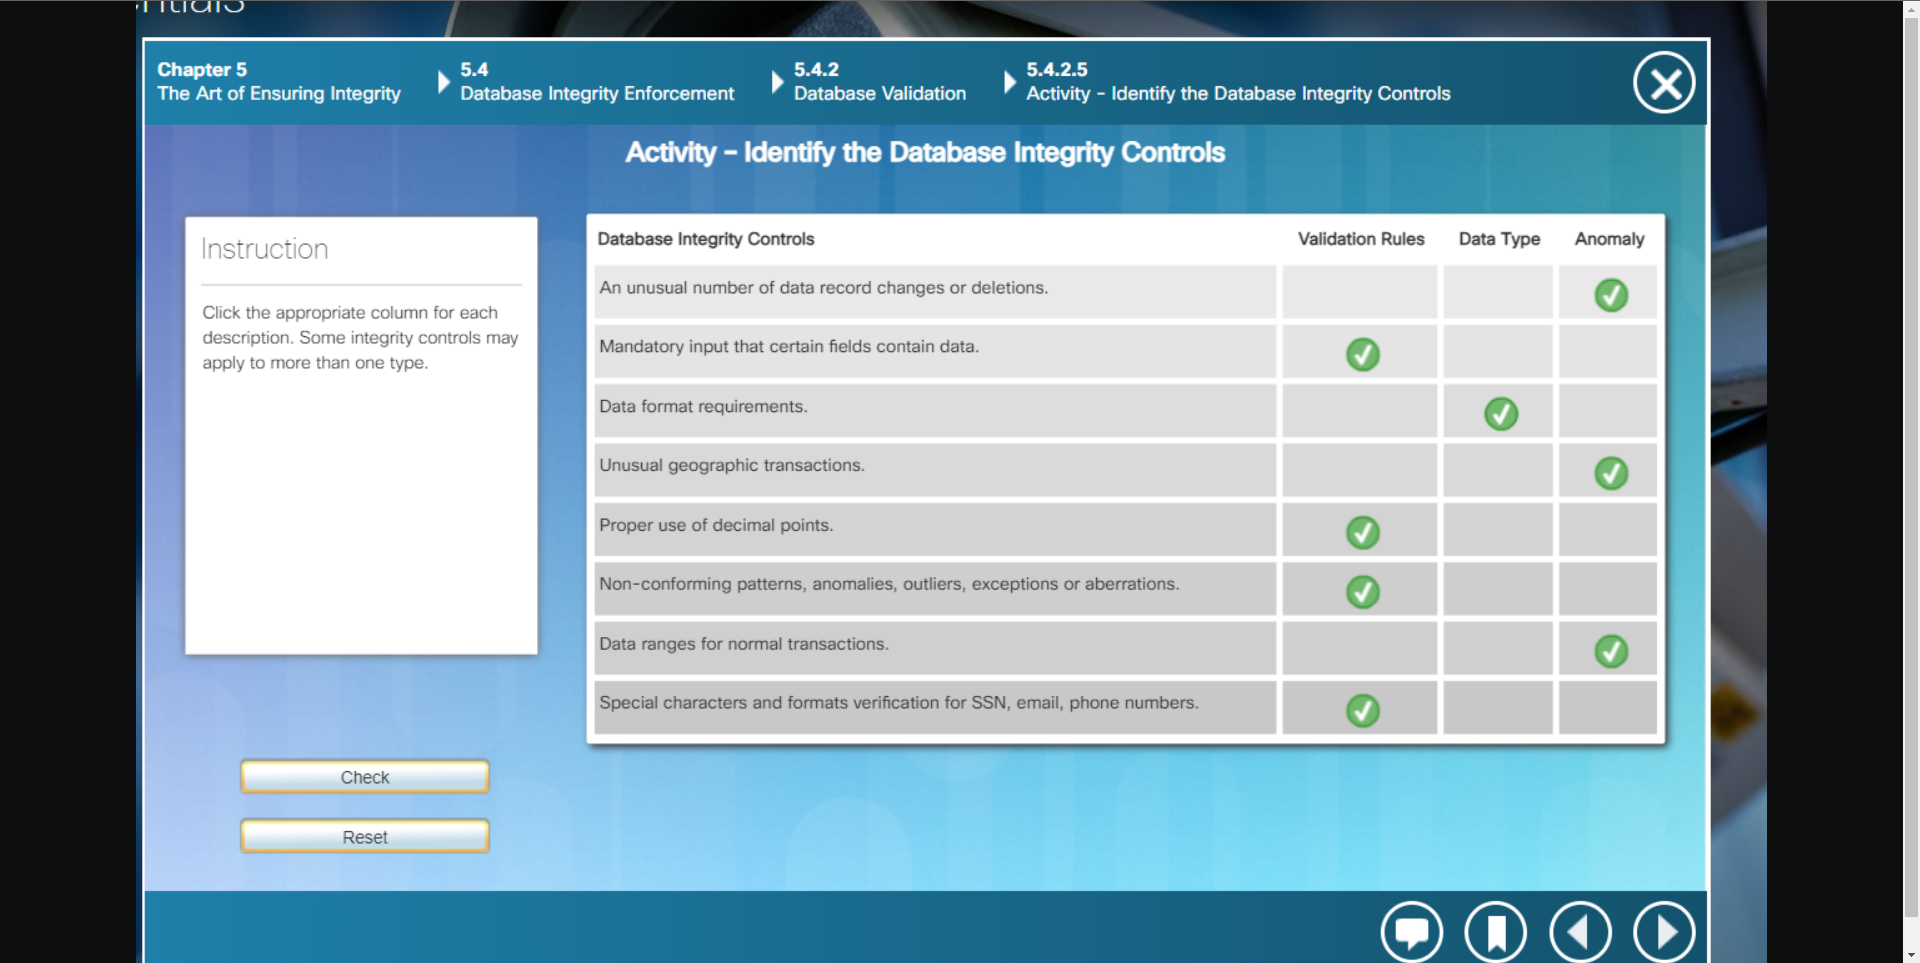 Chapter 5
The Art of Ensuring Integrity
5.4
Database Integrity Enforcement
5.4.2
Database Validation
5.4.2.5
Activity – Identify the Database Integrity Controls
Activity – Identify the Database Integrity Controls
Instruction
Click the appropriate column for each
description. Some integrity controls may
apply to more than one type.
Database Integrity Controls Validation Rules Data Type Anomaly
An unusual number of data record changes or deletions.
Mandatory input that certain fields contain data.
Data format requirements.
Unusual geographic transactions.
Proper use of decimal points.
Non-conforming patterns, anomalies, outliers, exceptions or aberrations.
Data ranges for normal transactions.
Special characters and formats verification for SSN, email, phone numbers.
Check
Reset